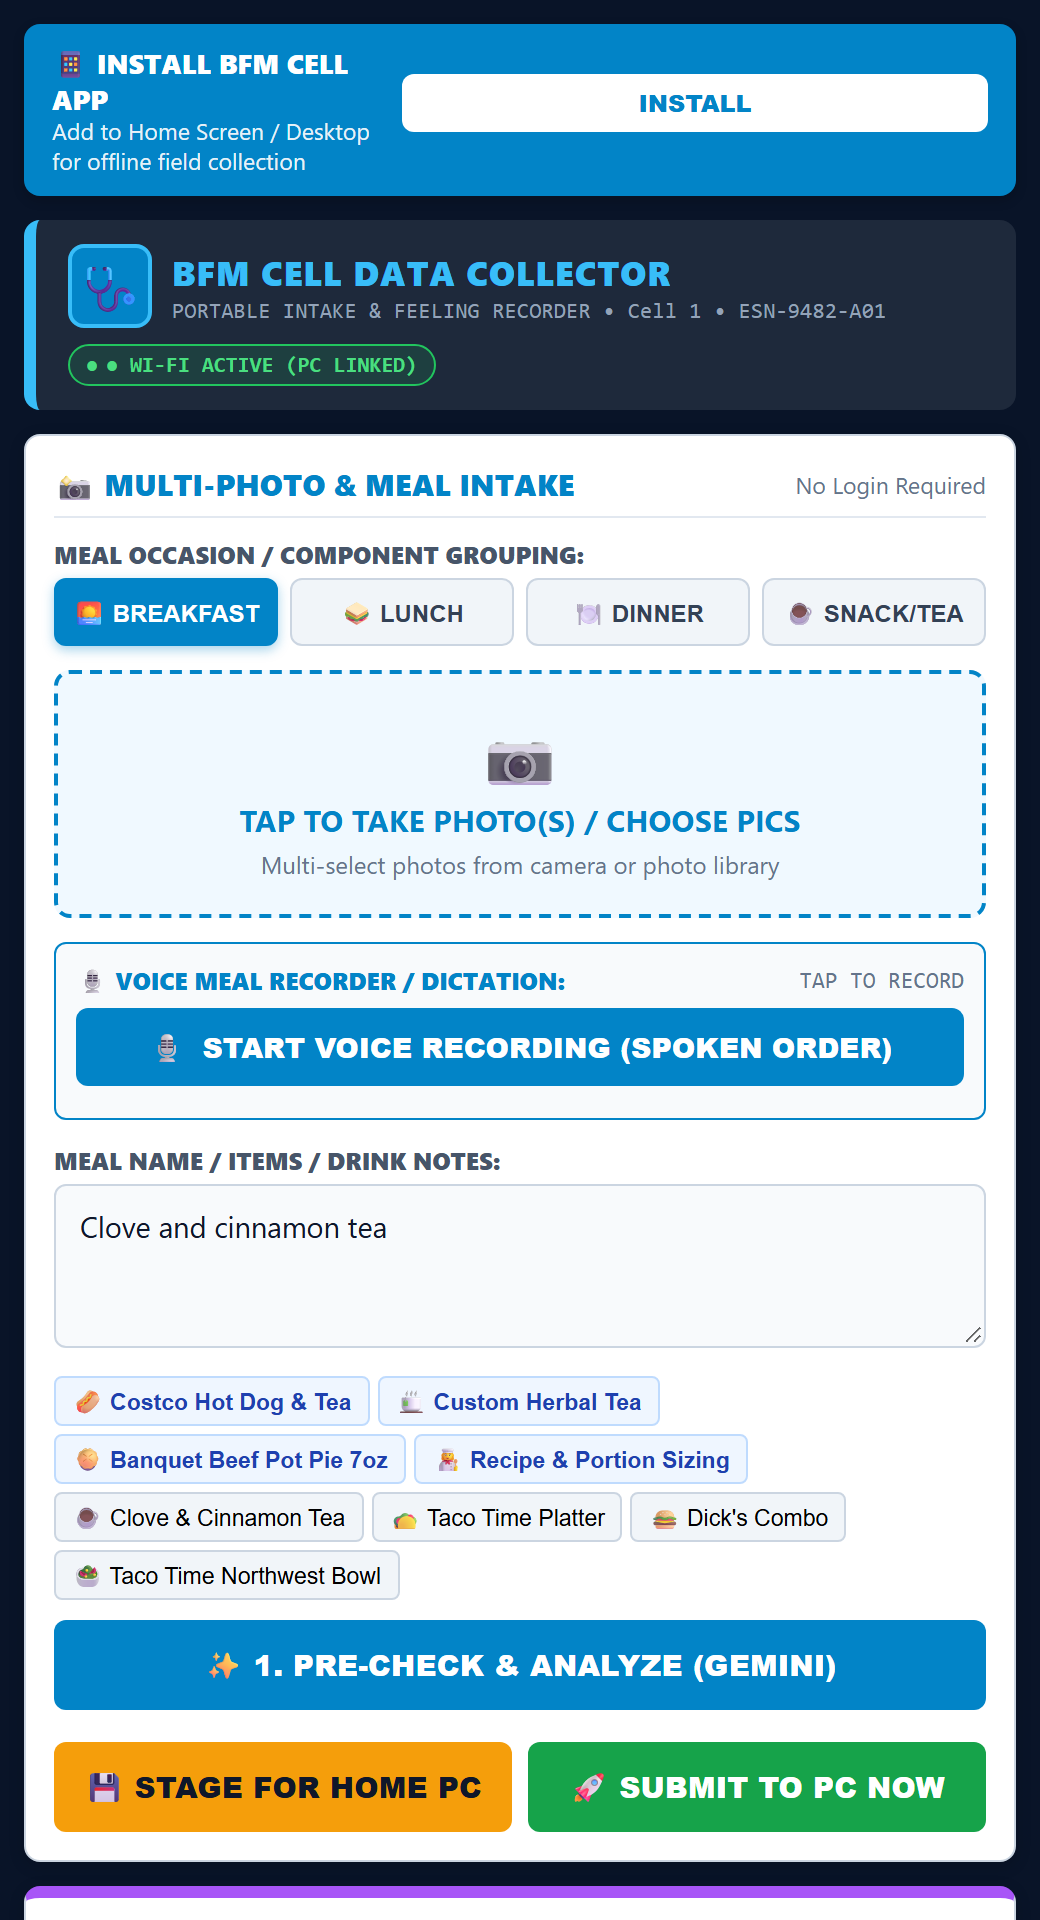 INSTALL BFM CELL
APP
Add to Home Screen / Desktop
for offline field collection
INSTALL
BFM CELL DATA COLLECTOR
PORTABLE INTAKE & FEELING RECORDER • Cell 1 • ESN-9482-A01
WI-FI ACTIVE (PC LINKED)
MULTI-PHOTO & MEAL INTAKE
No Login Required
MEAL OCCASION / COMPONENT GROUPING:
BREAKFAST
LUNCH
DINNER
SNACK/TEA
TAP TO TAKE PHOTO(S) / CHOOSE PICS
Multi-select photos from camera or photo library
VOICE MEAL RECORDER / DICTATION:
TAP TO RECORD
START VOICE RECORDING (SPOKEN ORDER)
MEAL NAME / ITEMS / DRINK NOTES:
Clove and cinnamon tea
Costco Hot Dog & Tea
Custom Herbal Tea
Banquet Beef Pot Pie 7oz
Recipe & Portion Sizing
Clove & Cinnamon Tea
Taco Time Platter
Dick's Combo
Taco Time Northwest Bowl
1. PRE-CHECK & ANALYZE (GEMINI)
STAGE FOR HOME PC
SUBMIT TO PC NOW